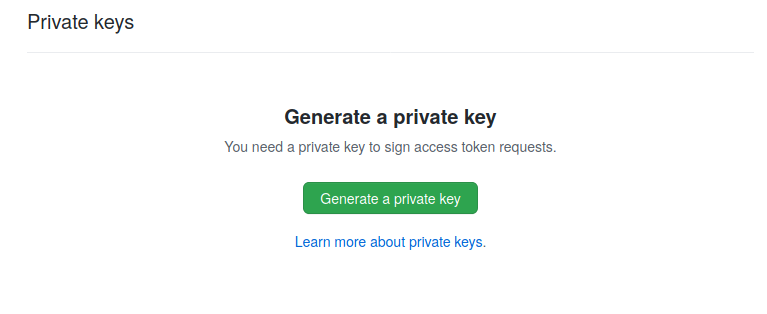 Private keys
Generate a private key
You need a private key to sign access token requests.
Generate a private key
Learn more about private keys.